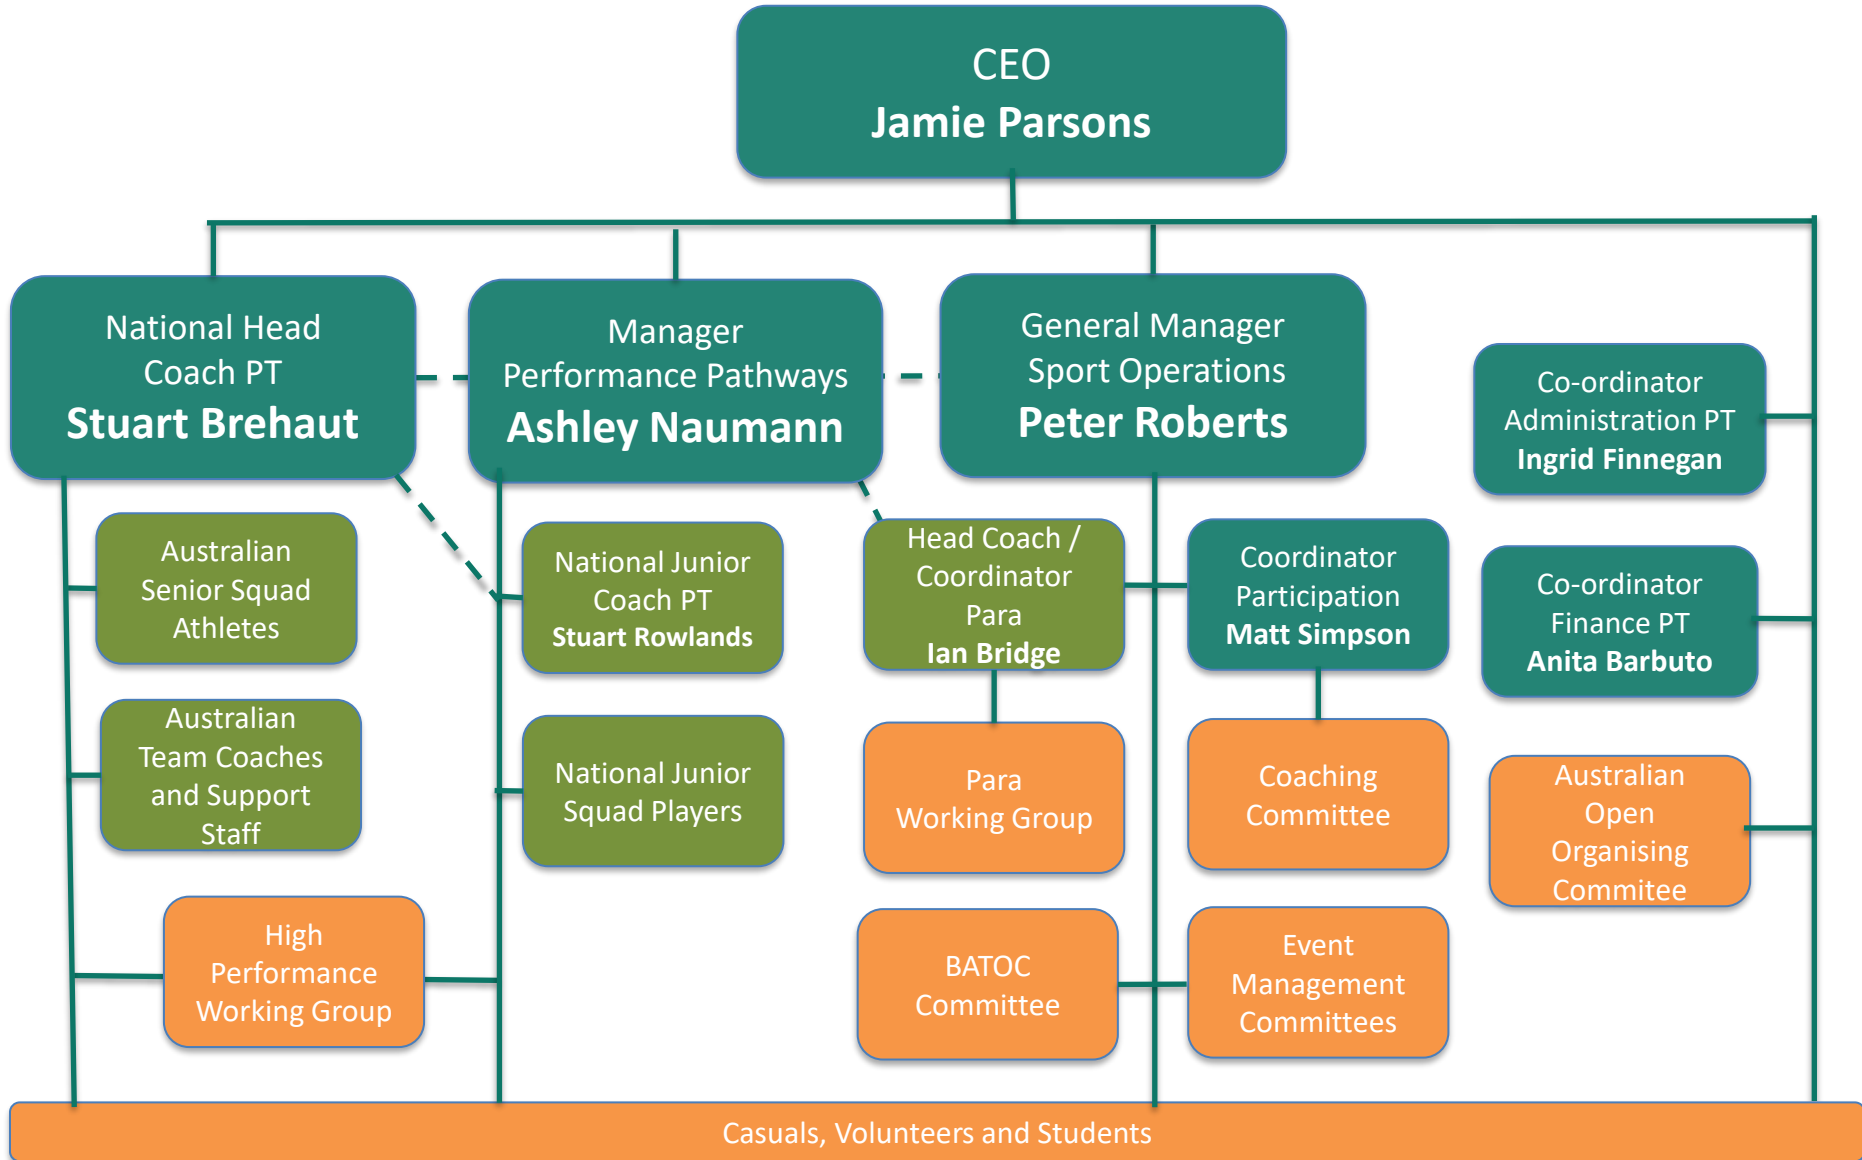 CEO
Jamie Parsons
National Head
Coach PT
Stuart Brehaut
Manager
Performance Pathways
Ashley Naumann
General Manager
Sport Operations
Peter Roberts
Co-ordinator
Administration PT
Ingrid Finnegan
Australian
Senior Squad
Athletes
National Junior
Coach PT
Stuart Rowlands
Head Coach /
Coordinator
Para
Ian Bridge
Coordinator
Participation
Matt Simpson
Co-ordinator
Finance PT
Anita Barbuto
Australian
Team Coaches
and Support
Staff
National Junior
Squad Players
Para
Working Group
Coaching
Committee
Australian
Open
Organising
Commitee
High
Performance
Working Group
BATOC
Committee
Event
Management
Committees
Casuals, Volunteers and Students